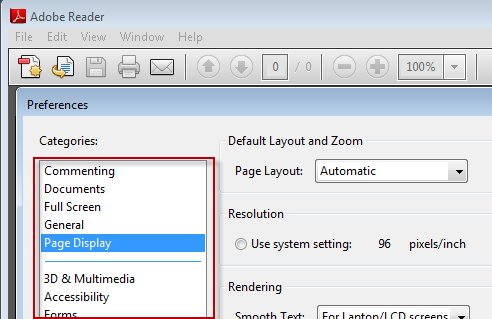 Adobe Reader
File Edit View Window Help
0 / 0 100%
Preferences
Categories:
Commenting
Documents
Full Screen
General
Page Display
3D & Multimedia
Accessibility
Forms
Default Layout and Zoom
Page Layout: Automatic
Resolution
Use system setting: 96 pixels/inch
Rendering
Smooth Text: For Laptop/LCD screens